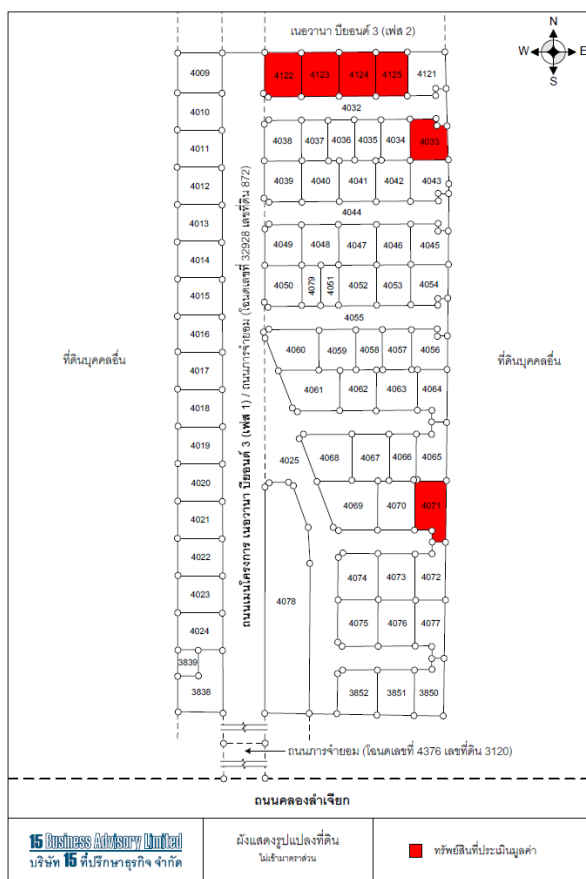 เนอวานา บียอนด์ 3 (เฟส 2)
N
W E
S
4009 4122 4123 4124 4125 4121
4010 4032
4011 4038 4037 4036 4035 4034 4033
4012 4039 4040 4041 4042 4043
4013 4044
4014 4049 4048 4047 4046 4045
4015 4050 4079 4051 4052 4053 4054
4016 4055
4017 4060 4059 4058 4057 4056
ที่ดินบุคคลอื่น
ที่ดินบุคคลอื่น
4018 4061 4062 4063 4064
4019 4025 4068 4067 4066 4065
4020 4069 4070 4071
4021
4022 4074 4073 4072
4023 4078 4075 4076 4077
4024
3839
3838 3852 3851 3850
ถนนเมนโครงการ เนอวานา บียอนด์ 3 (เฟส 1) / ถนนภาระจำยอม (โฉนดเลขที่ 32928 เลขที่ดิน 872)
ถนนภาระจำยอม (โฉนดเลขที่ 4376 เลขที่ดิน 3120)
ถนนคลองลำเจียก
15 Business Advisory Limited
บริษัท 15 ที่ปรึกษาธุรกิจ จำกัด
ผังแสดงรูปแปลงที่ดิน
ไม่เข้ามาตราส่วน
ทรัพย์สินที่ประเมินมูลค่า